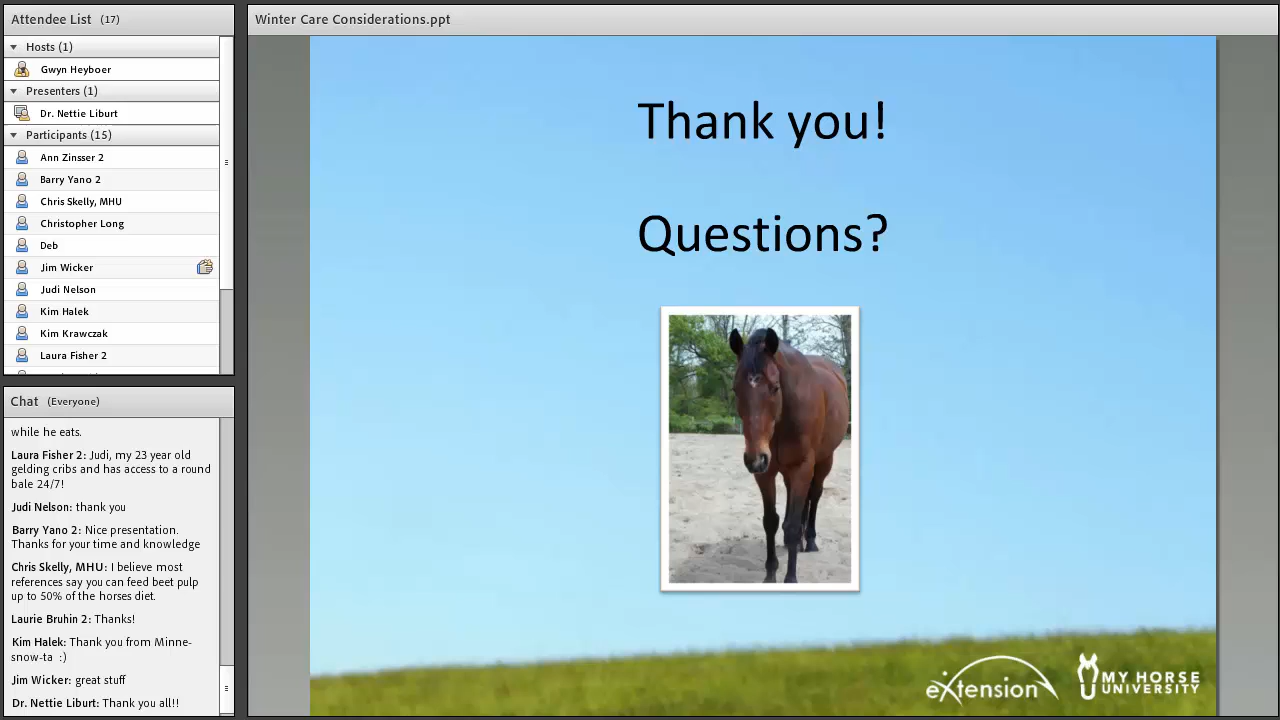 Attendee List (17)
Hosts (1)
Gwyn Heyboer
Presenters (1)
Dr. Nettie Liburt
Participants (15)
Ann Zinsser 2
Barry Yano 2
Chris Skelly, MHU
Christopher Long
Deb
Jim Wicker
Judi Nelson
Kim Halek
Kim Krawczak
Laura Fisher 2
Chat (Everyone)
while he eats.
Laura Fisher 2: Judi, my 23 year old
gelding cribs and has access to a round
bale 24/7!
Judi Nelson: thank you
Barry Yano 2: Nice presentation.
Thanks for your time and knowledge
Chris Skelly, MHU: I believe most
references say you can feed beet pulp
up to 50% of the horses diet.
Laurie Bruhin 2: Thanks!
Kim Halek: Thank you from Minne-
snow-ta :)
Jim Wicker: great stuff
Dr. Nettie Liburt: Thank you all!!
Winter Care Considerations.ppt
Thank you!
Questions?
eXtension
MY HORSE
UNIVERSITY